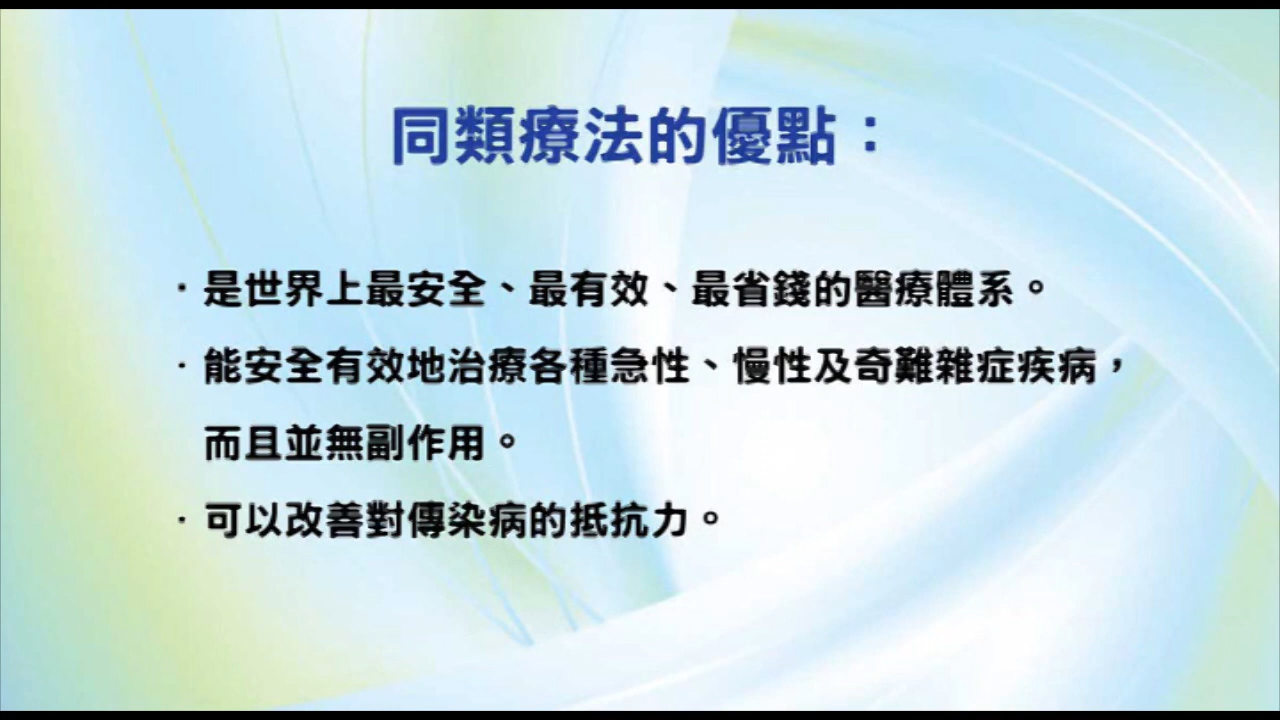 同類療法的優點：
·是世界上最安全、最有效、最省錢的醫療體系。
·能安全有效地治療各種急性、慢性及奇難雜症疾病，
而且並無副作用。
·可以改善對傳染病的抵抗力。